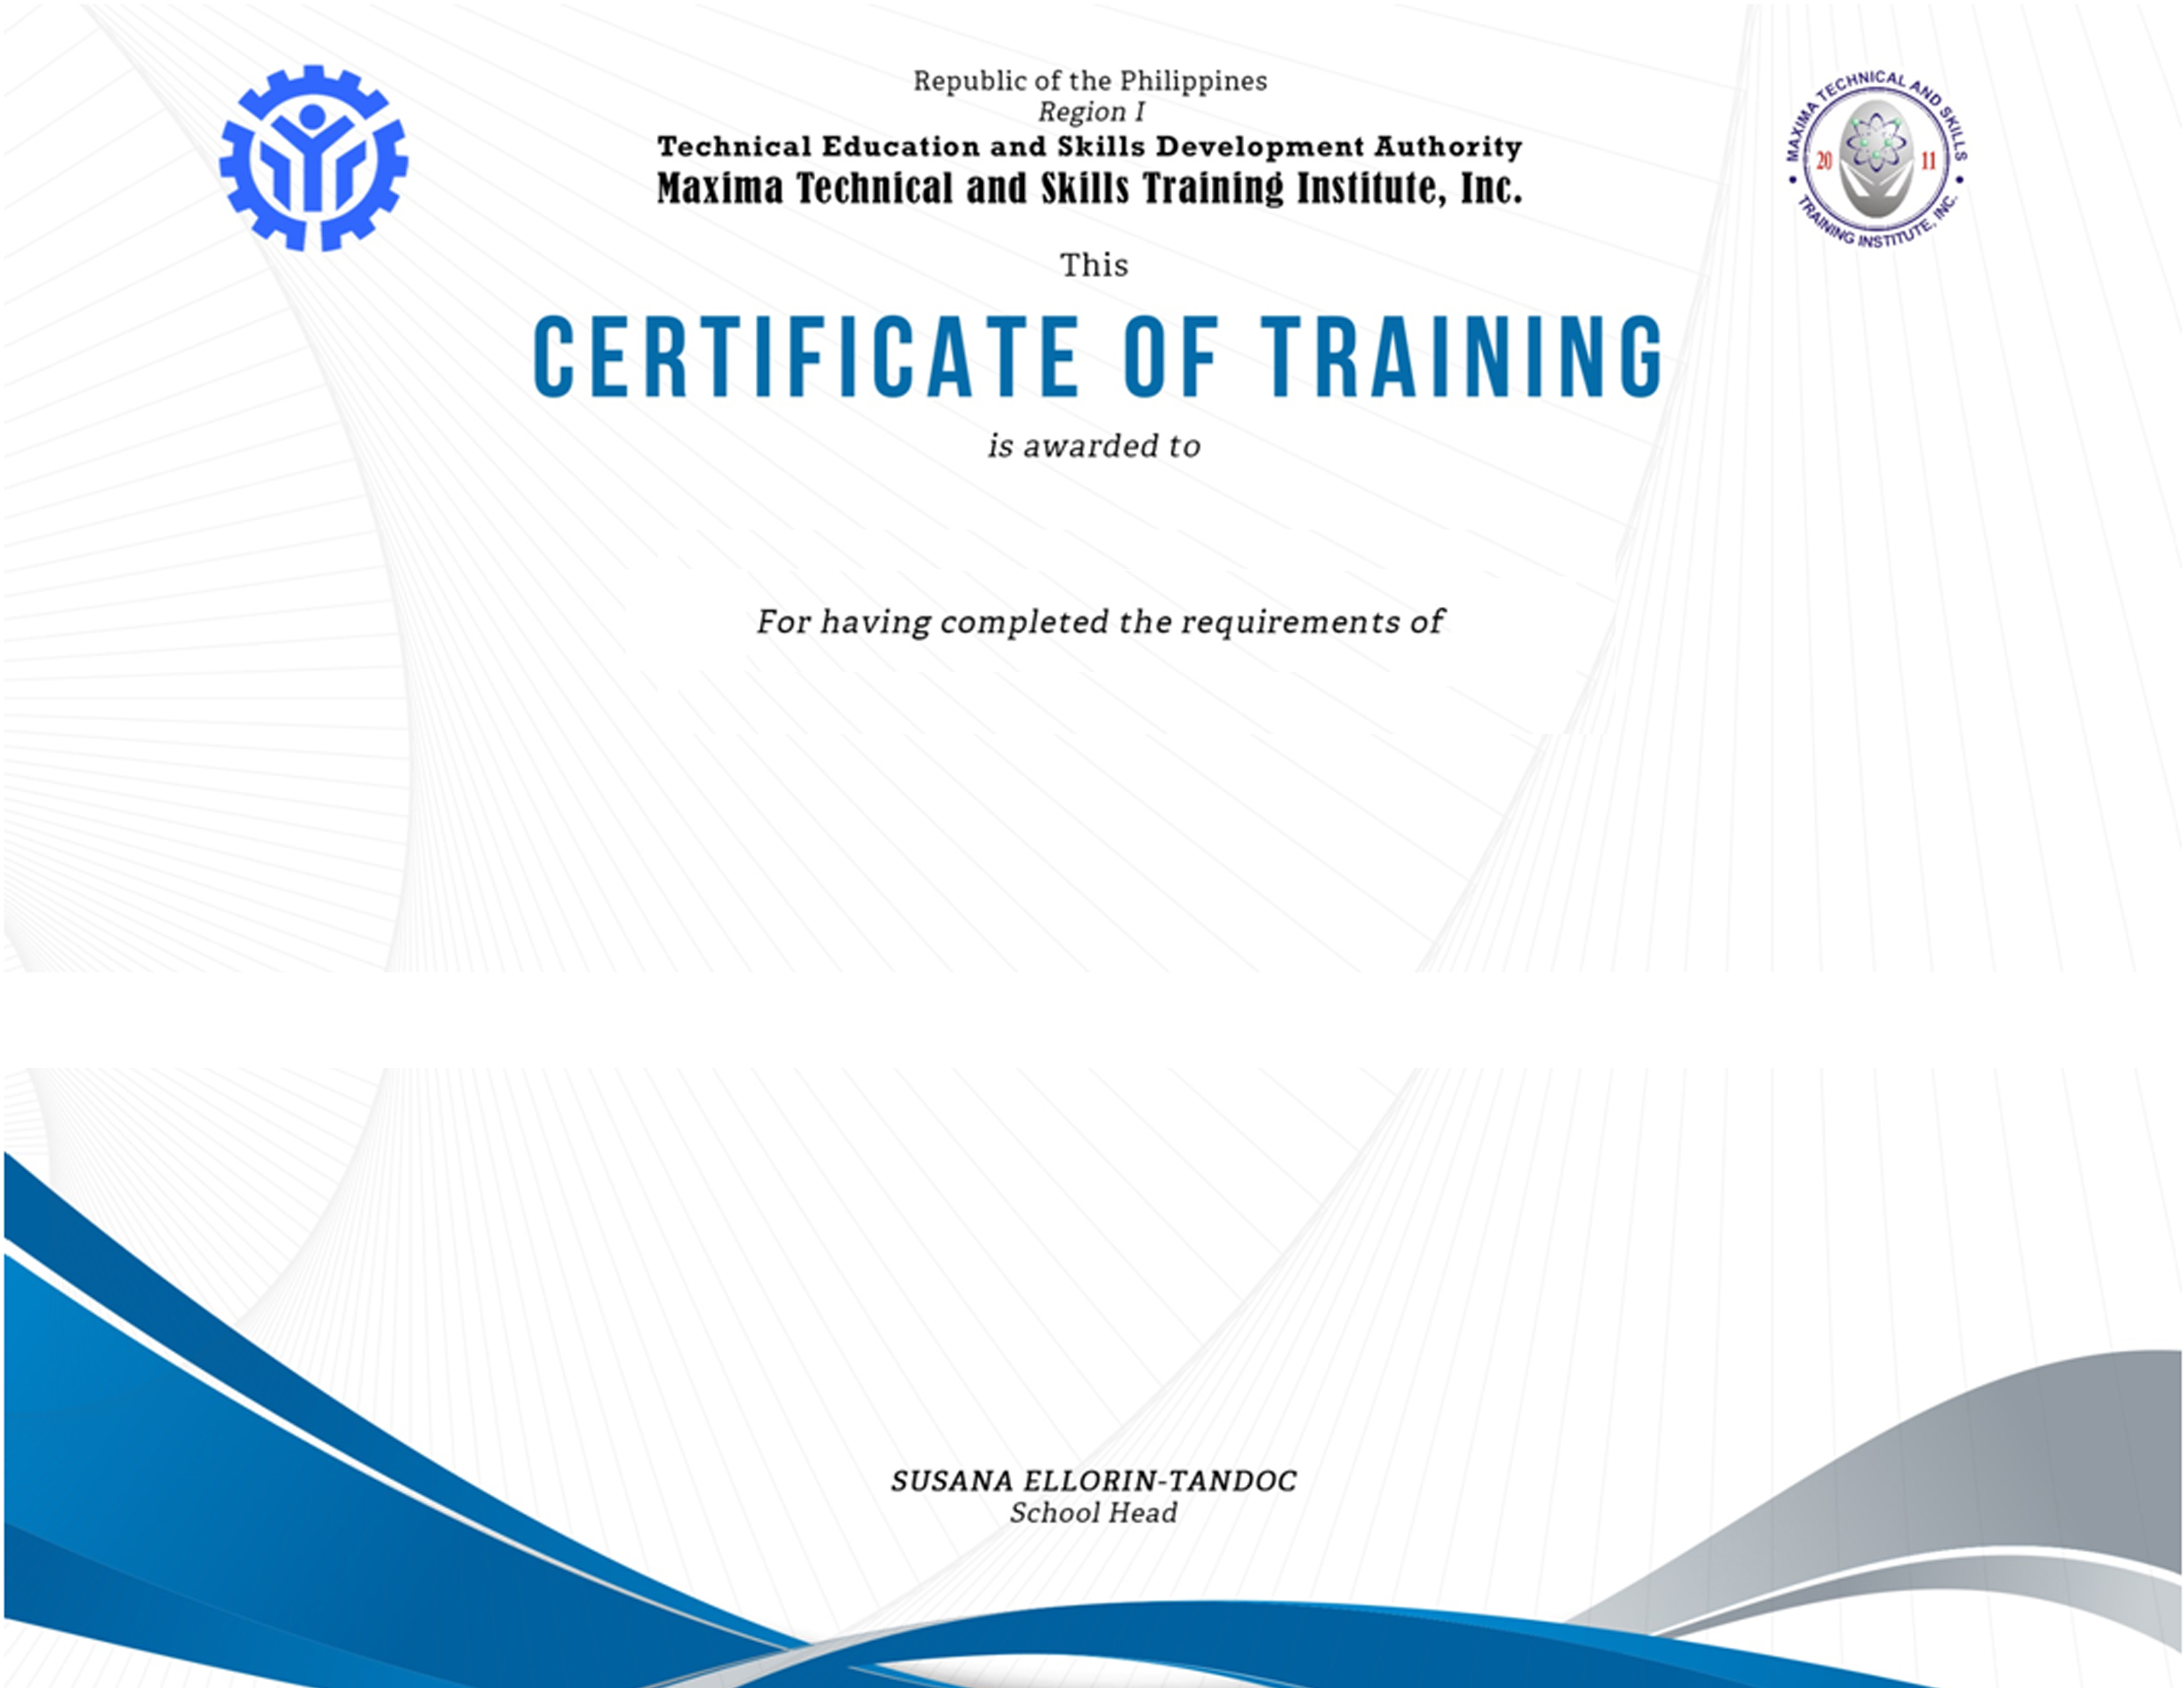 Republic of the Philippines
Region I
Technical Education and Skills Development Authority
Maxima Technical and Skills Training Institute, Inc.
MAXIMA TECHNICAL AND SKILLS
20 11
TRAINING INSTITUTE, INC.
This
CERTIFICATE OF TRAINING
is awarded to
For having completed the requirements of
SUSANA ELLORIN-TANDOC
School Head